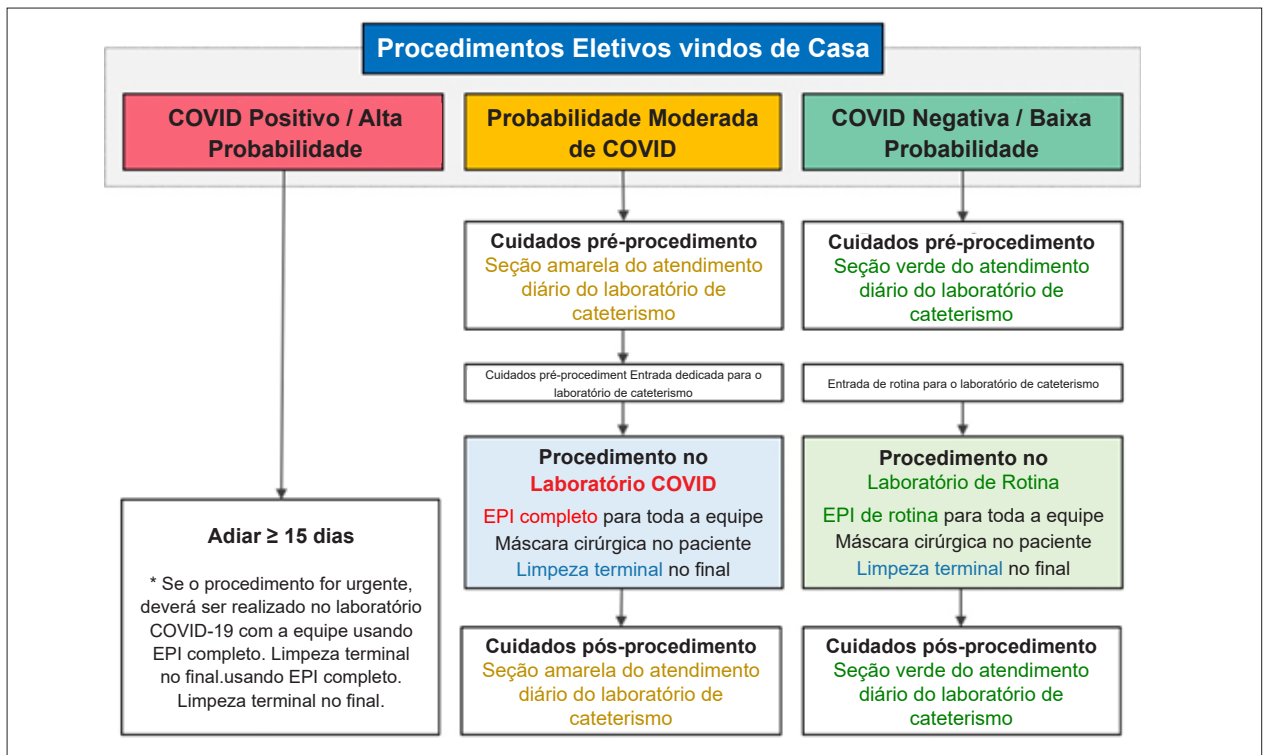 Procedimentos Eletivos vindos de Casa
COVID Positivo / Alta
Probabilidade
Probabilidade Moderada
de COVID
COVID Negativa / Baixa
Probabilidade
Cuidados pré-procedimento
Seção amarela do atendimento
diário do laboratório de
cateterismo
Cuidados pré-procedimento
Seção verde do atendimento
diário do laboratório de
cateterismo
Cuidados pré-procediment Entrada dedicada para o
laboratório de cateterismo
Entrada de rotina para o laboratório de cateterismo
Procedimento no
Laboratório COVID
EPI completo para toda a equipe
Máscara cirúrgica no paciente
Limpeza terminal no final
Procedimento no
Laboratório de Rotina
EPI de rotina para toda a equipe
Máscara cirúrgica no paciente
Limpeza terminal no final
Adiar ≥ 15 dias
* Se o procedimento for urgente,
deverá ser realizado no laboratório
COVID-19 com a equipe usando
EPI completo. Limpeza terminal
no final.usando EPI completo.
Limpeza terminal no final.
Cuidados pós-procedimento
Seção amarela do atendimento
diário do laboratório de
cateterismo
Cuidados pós-procedimento
Seção verde do atendimento
diário do laboratório de
cateterismo